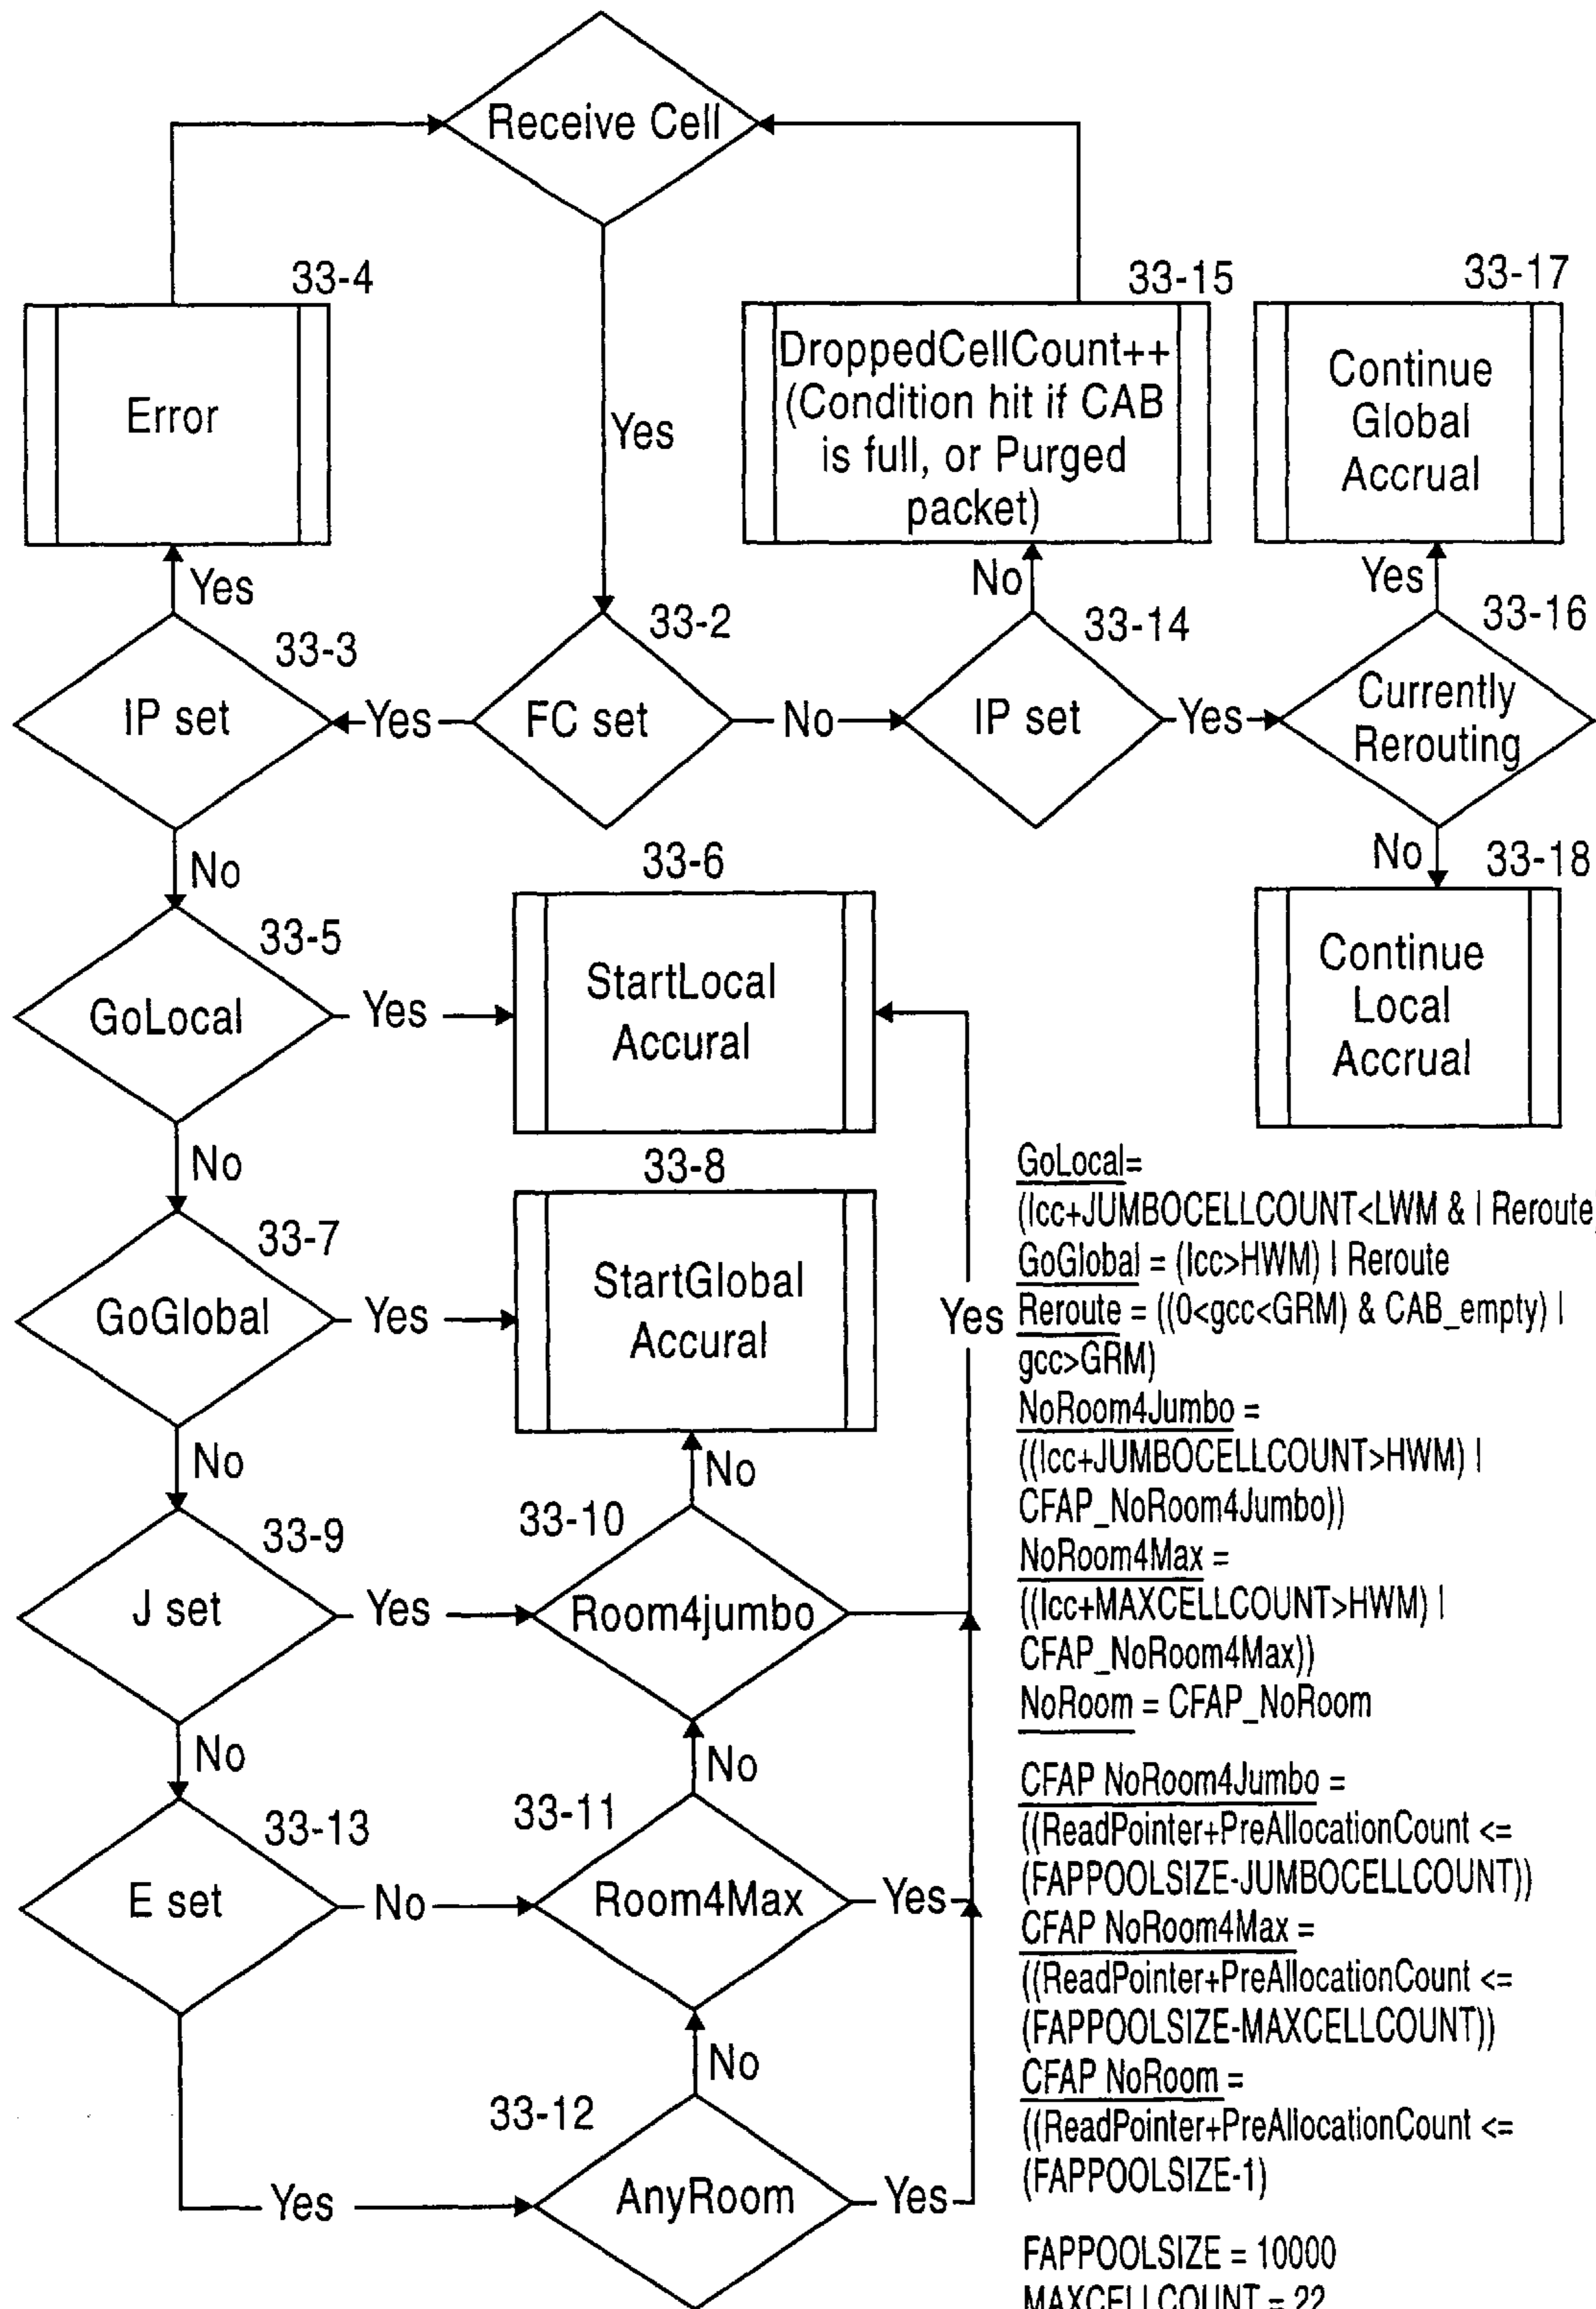 Receive Cell
33-4
Error
Yes
33-15
DroppedCellCount++
(Condition hit if CAB
is full, or Purged
packet)
33-17
Continue
Global
Accrual
Yes
No
Yes
33-3
IP set
Yes
33-2
FC set
No
33-14
IP set
Yes
33-16
Currently
Rerouting
No
33-18
Continue
Local
Accrual
No
33-5
GoLocal
Yes
33-6
StartLocal
Accural
No
33-7
GoGlobal
Yes
33-8
StartGlobal
Accural
Yes
No
No
33-9
J set
Yes
33-10
Room4jumbo
No
No
33-13
E set
No
33-11
Room4Max
Yes
No
Yes
33-12
AnyRoom
Yes
GoLocal=
(lcc+JUMBOCELLCOUNT<LWM & | Reroute)
GoGlobal = (lcc>HWM) | Reroute
Reroute = ((0<gcc<GRM) & CAB_empty) |
gcc>GRM)
NoRoom4Jumbo =
((lcc+JUMBOCELLCOUNT>HWM) |
CFAP_NoRoom4Jumbo))
NoRoom4Max =
((lcc+MAXCELLCOUNT>HWM) |
CFAP_NoRoom4Max))
NoRoom = CFAP_NoRoom
CFAP NoRoom4Jumbo =
((ReadPointer+PreAllocationCount <=
(FAPPOOLSIZE-JUMBOCELLCOUNT))
CFAP NoRoom4Max =
((ReadPointer+PreAllocationCount <=
(FAPPOOLSIZE-MAXCELLCOUNT))
CFAP NoRoom =
((ReadPointer+PreAllocationCount <=
(FAPPOOLSIZE-1)
FAPPOOLSIZE = 10000
MAXCELLCOUNT = 22